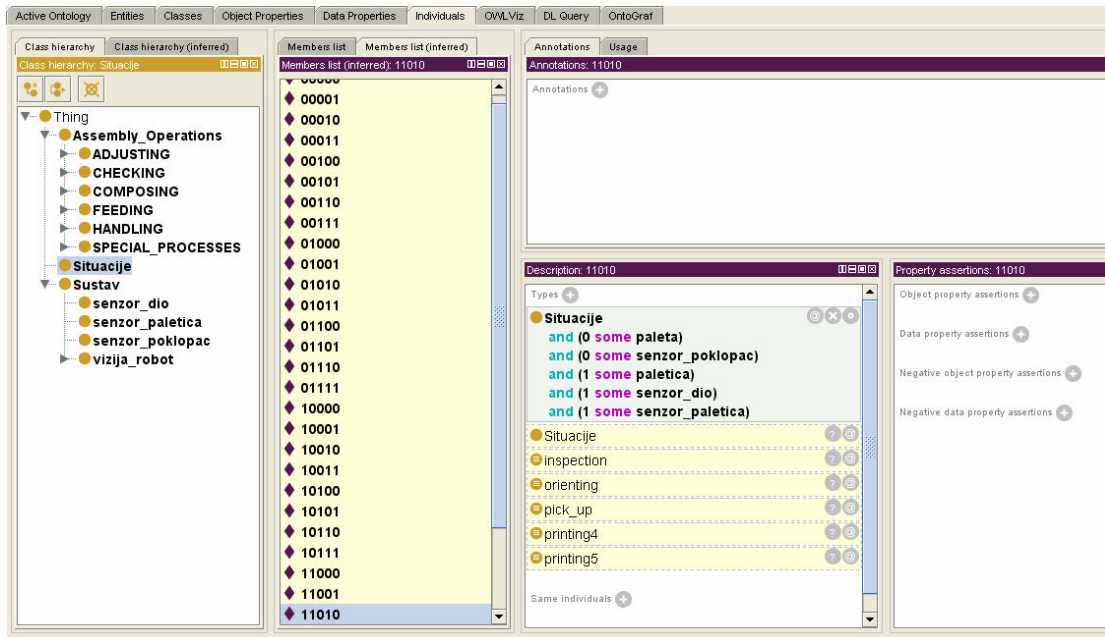 Active Ontology Entities Classes Object Properties Data Properties Individuals OWLViz DL Query OntoGraf
Class hierarchy Class hierarchy (inferred)
Class hierarchy: Situacije
Thing
Assembly_Operations
ADJUSTING
CHECKING
COMPOSING
FEEDING
HANDLING
SPECIAL_PROCESSES
Situacije
Sustav
senzor_dio
senzor_paletica
senzor_poklopac
vizija_robot
Members list Members list (inferred)
Members list (inferred): 11010
00000
00001
00010
00011
00100
00101
00110
00111
01000
01001
01010
01011
01100
01101
01110
01111
10000
10001
10010
10011
10100
10101
10110
10111
11000
11001
11010
Annotations Usage
Annotations: 11010
Annotations
Description: 11010
Types
Situacije
and (0 some paleta)
and (0 some senzor_poklopac)
and (1 some paletica)
and (1 some senzor_dio)
and (1 some senzor_paletica)
Situacije
inspection
orienting
pick_up
printing4
printing5
Same individuals
Property assertions: 11010
Object property assertions
Data property assertions
Negative object property assertions
Negative data property assertions